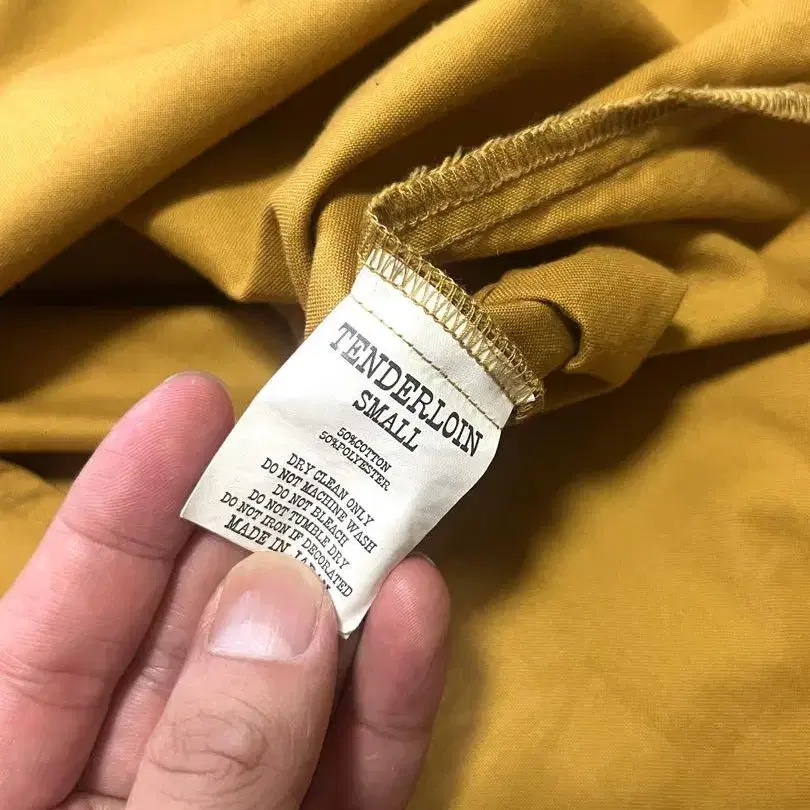 TENDERLOIN
SMALL
50%COTTON
50%POLYESTER
DRY CLEAN ONLY
DO NOT MACHINE WASH
DO NOT BLEACH
DO NOT TUMBLE DRY
DO NOT IRON IF DECORATED
MADE IN JAPAN